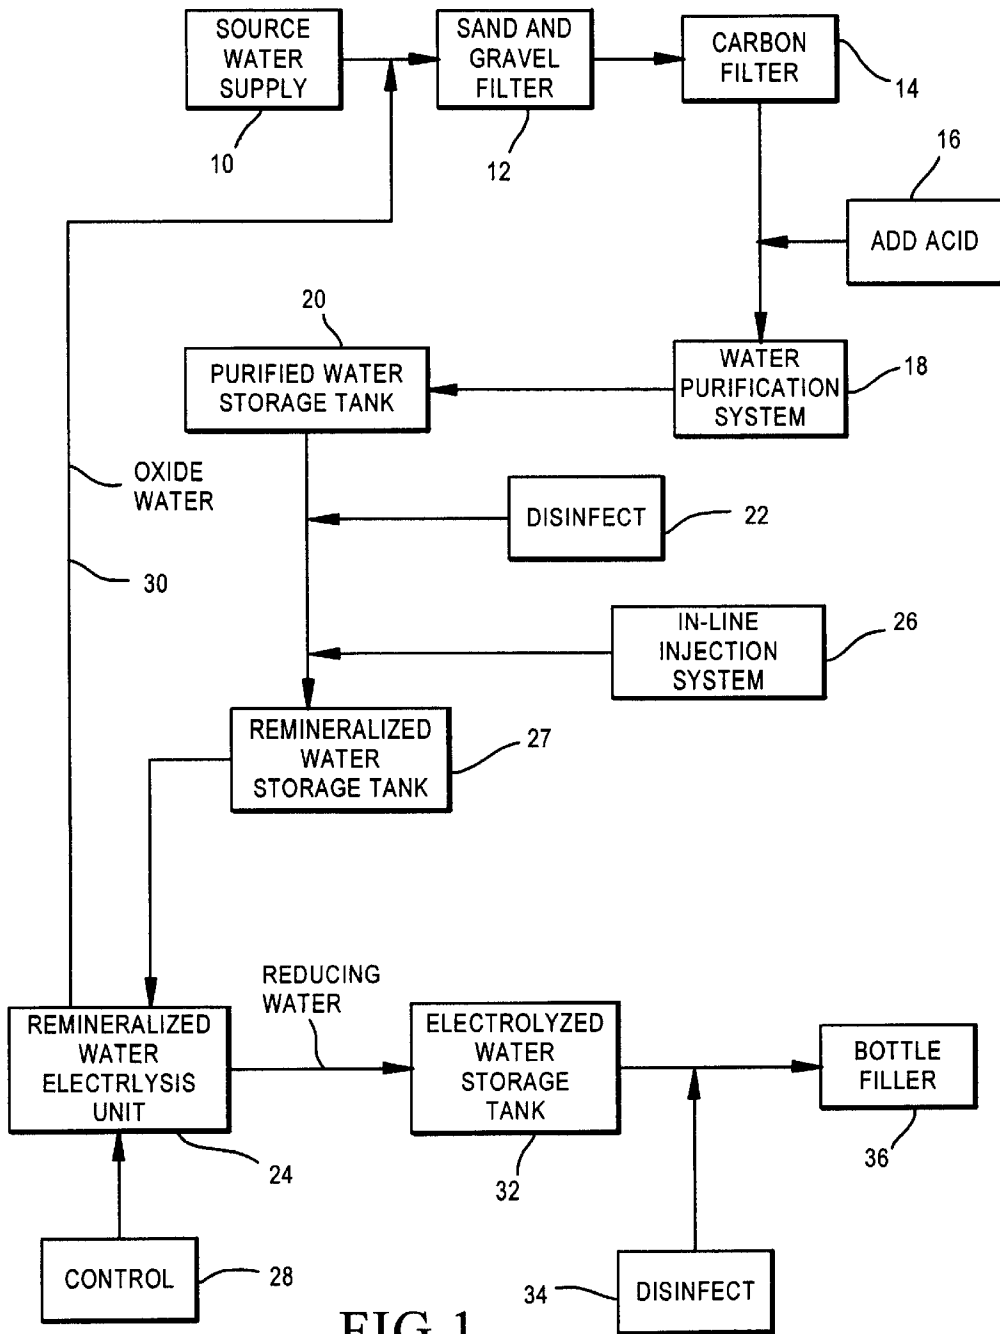 SOURCE
WATER
SUPPLY
10
SAND AND
GRAVEL
FILTER
12
CARBON
FILTER
14
16
ADD ACID
20
PURIFIED WATER
STORAGE TANK
WATER
PURIFICATION
SYSTEM
18
OXIDE
WATER
30
DISINFECT
22
IN-LINE
INJECTION
SYSTEM
26
REMINERALIZED
WATER
STORAGE TANK
27
REMINERALIZED
WATER
ELECTRLYSIS
UNIT
24
REDUCING
WATER
ELECTROLYZED
WATER
STORAGE
TANK
32
BOTTLE
FILLER
36
CONTROL
28
34
DISINFECT
FIG 1